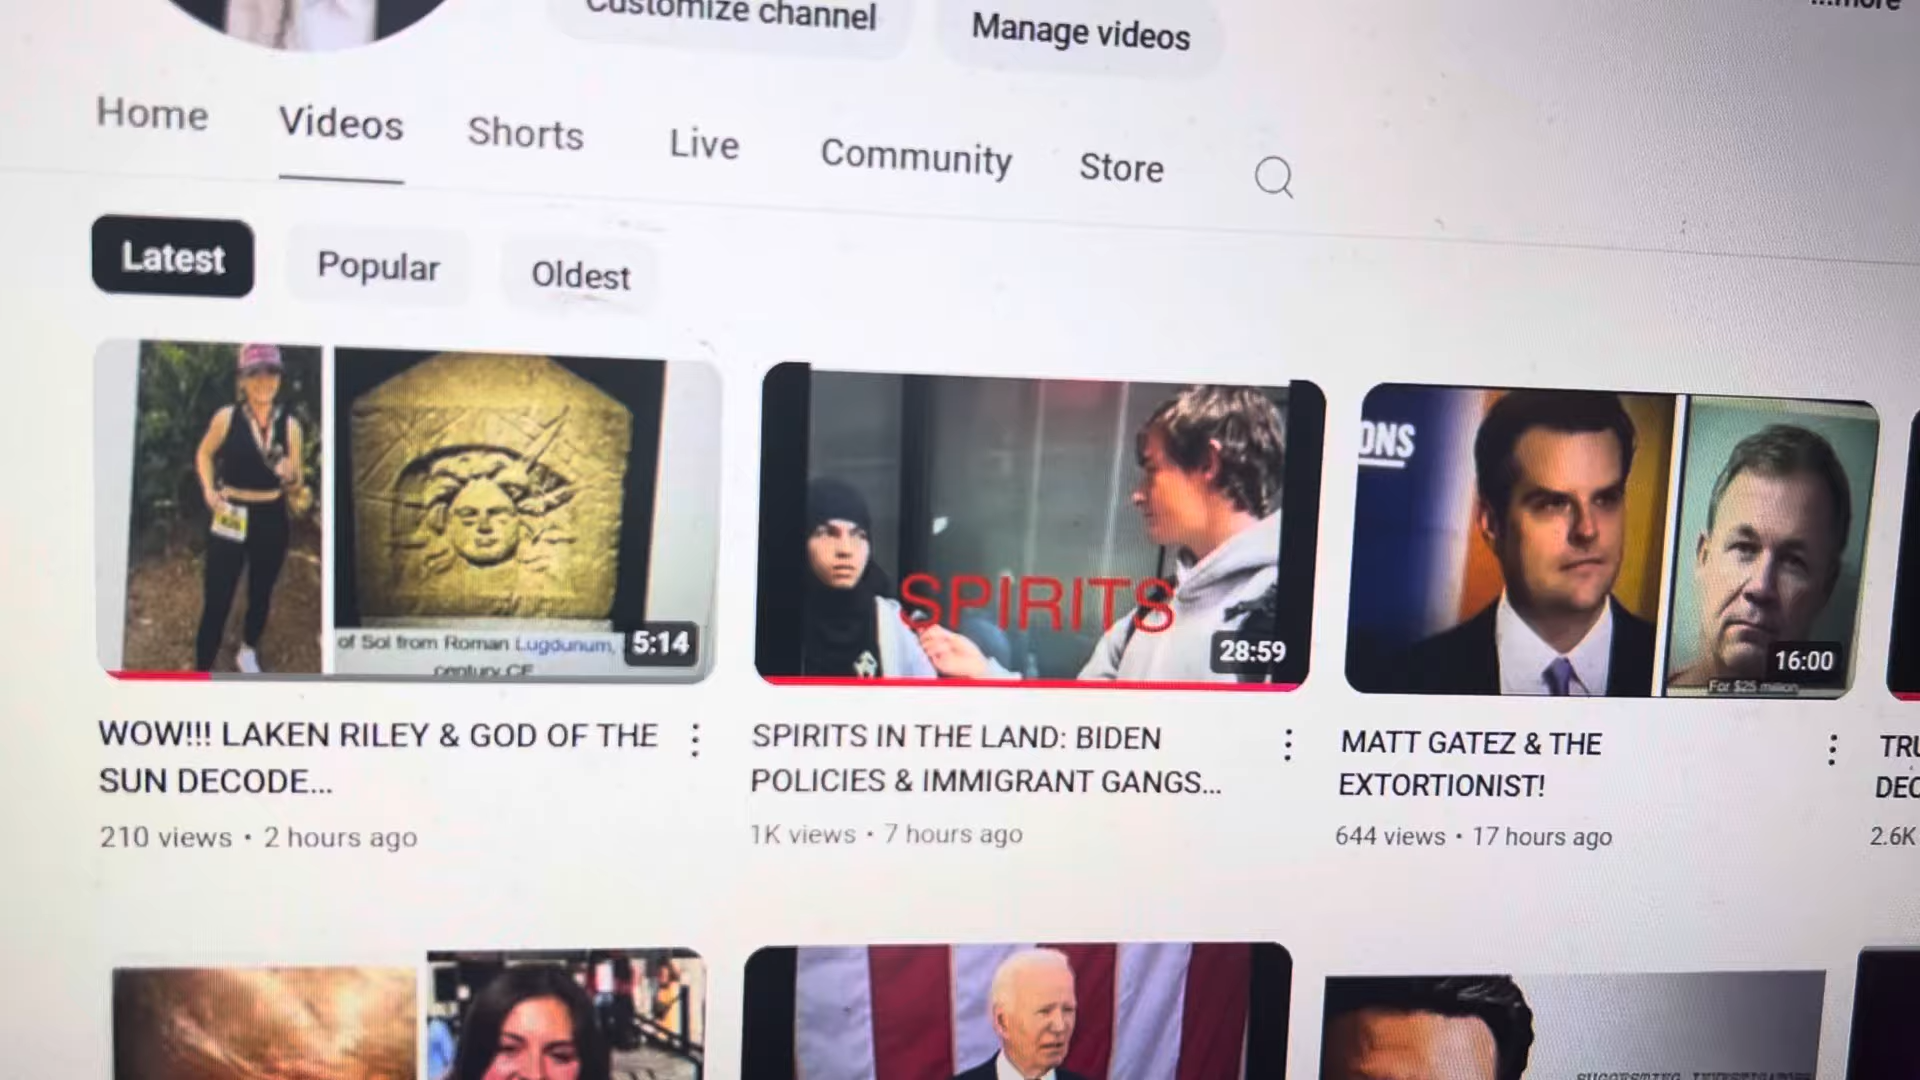 Customize channel
Manage videos
...more
Home
Videos
Shorts
Live
Community
Store
Latest
Popular
Oldest
of Sol from Roman Lugdunum,
century CE
5:14
SPIRITS
28:59
ONS
16:00
For $25 million
WOW!!! LAKEN RILEY & GOD OF THE
SUN DECODE...
210 views • 2 hours ago
SPIRITS IN THE LAND: BIDEN
POLICIES & IMMIGRANT GANGS...
1K views • 7 hours ago
MATT GATEZ & THE
EXTORTIONIST!
644 views • 17 hours ago
TRU
DEC
2.6K